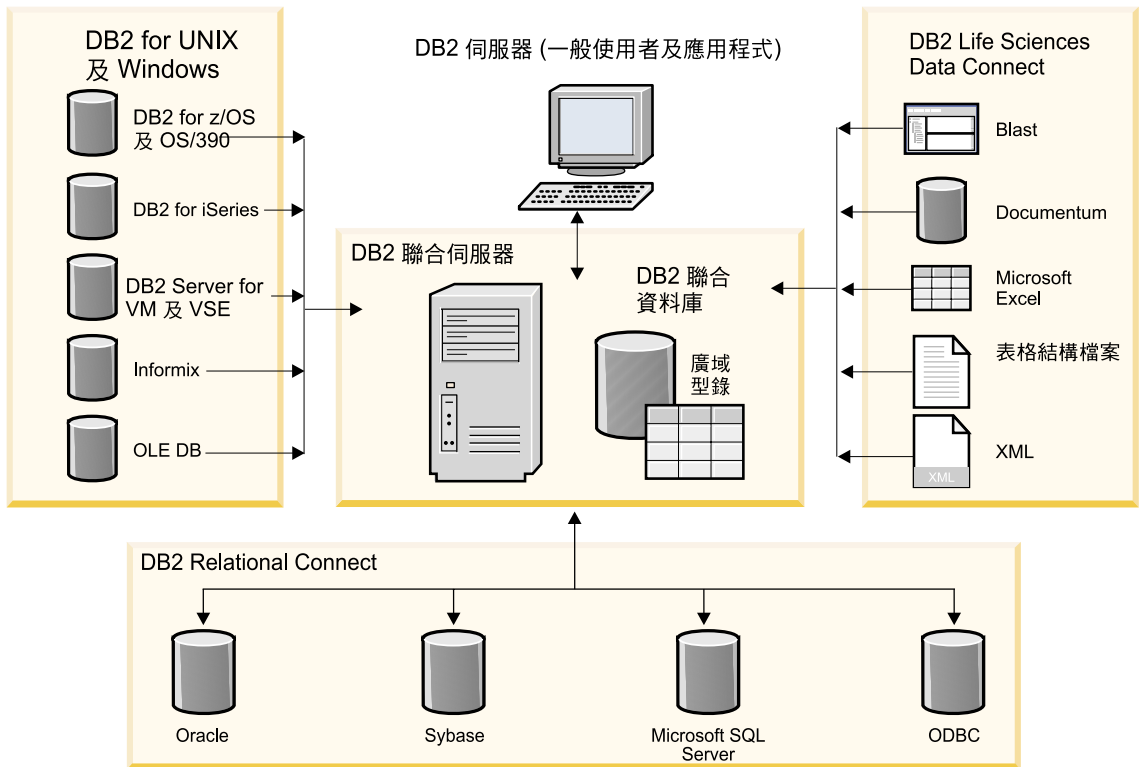 DB2 for UNIX
及 Windows
DB2 for z/OS
及 OS/390
DB2 for iSeries
DB2 Server for
VM 及 VSE
Informix
OLE DB
DB2 伺服器 (一般使用者及應用程式)
DB2 聯合伺服器
DB2 聯合
資料庫
廣域
型錄
DB2 Life Sciences
Data Connect
Blast
Documentum
Microsoft
Excel
表格結構檔案
XML
XML
DB2 Relational Connect
Oracle
Sybase
Microsoft SQL
Server
ODBC